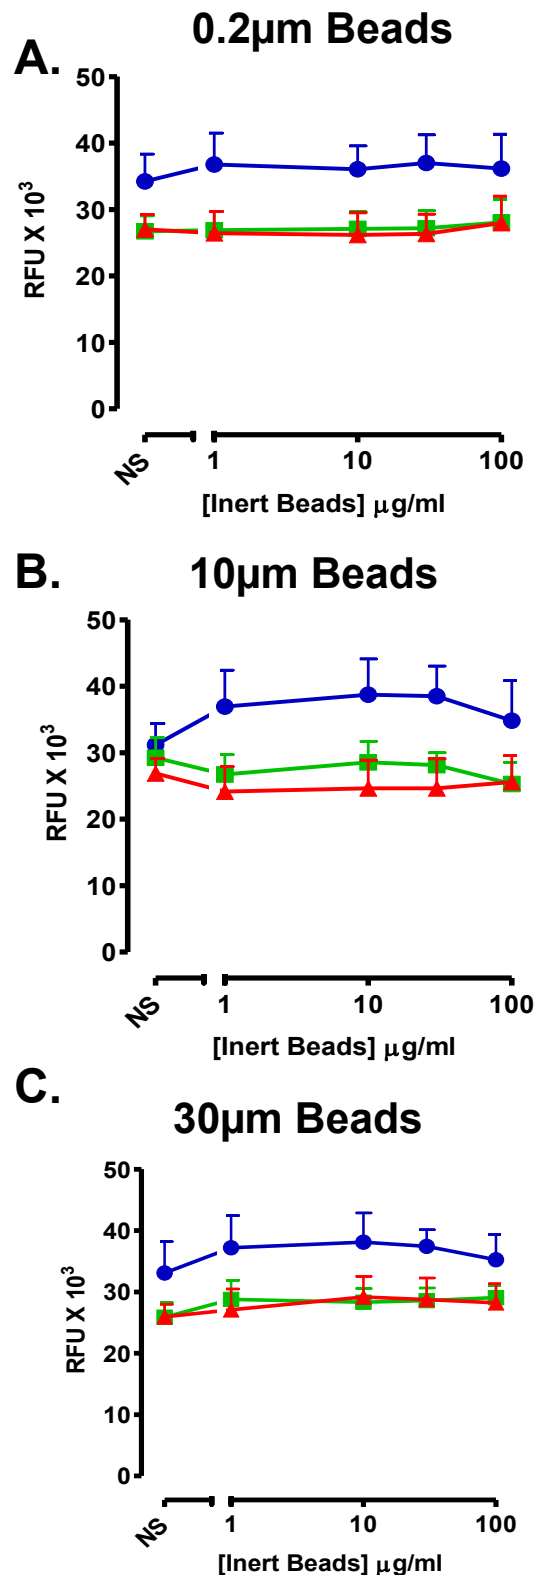 A.
0.2µm Beads
RFU X 10³
50
40
30
20
10
0
NS 1 10 100
[Inert Beads] µg/ml
B.
10µm Beads
RFU X 10³
50
40
30
20
10
0
NS 1 10 100
[Inert Beads] µg/ml
C.
30µm Beads
RFU X 10³
50
40
30
20
10
0
NS 1 10 100
[Inert Beads] µg/ml